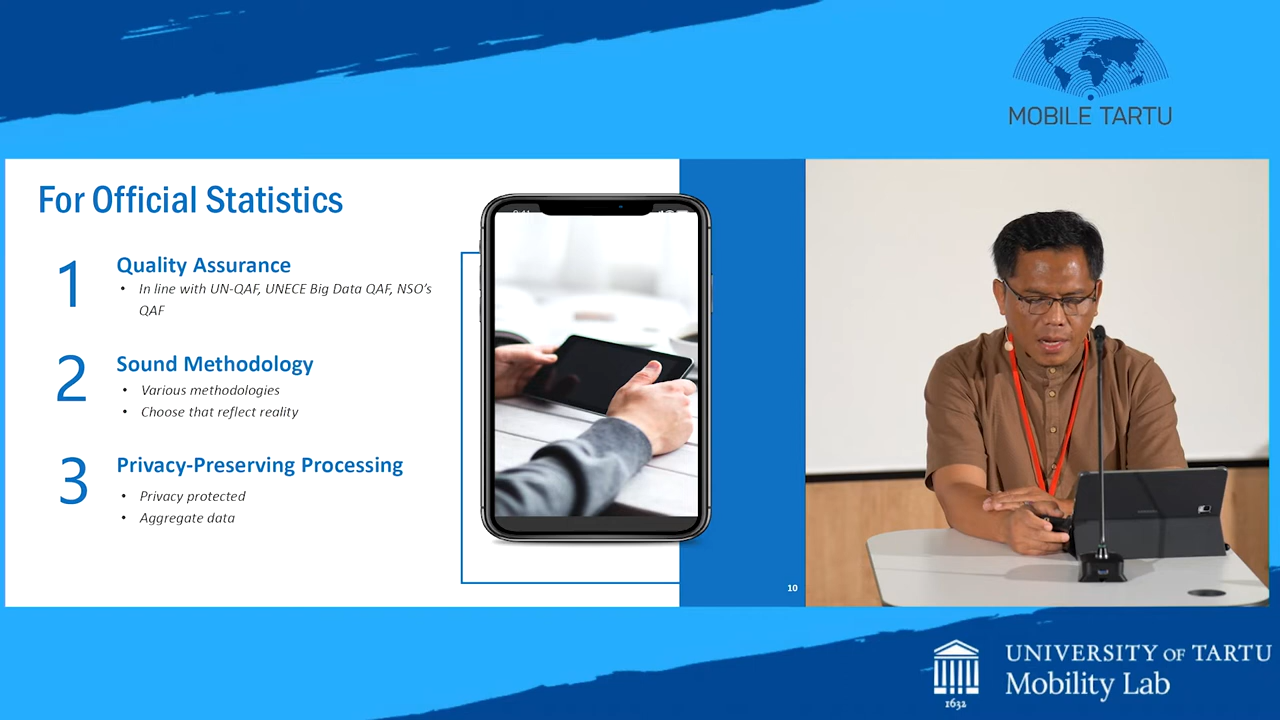 MOBILE TARTU
For Official Statistics
1
Quality Assurance
• In line with UN-QAF, UNECE Big Data QAF, NSO's
QAF
2
Sound Methodology
• Various methodologies
• Choose that reflect reality
3
Privacy-Preserving Processing
• Privacy protected
• Aggregate data
10
UNIVERSITY OF TARTU
Mobility Lab
1632